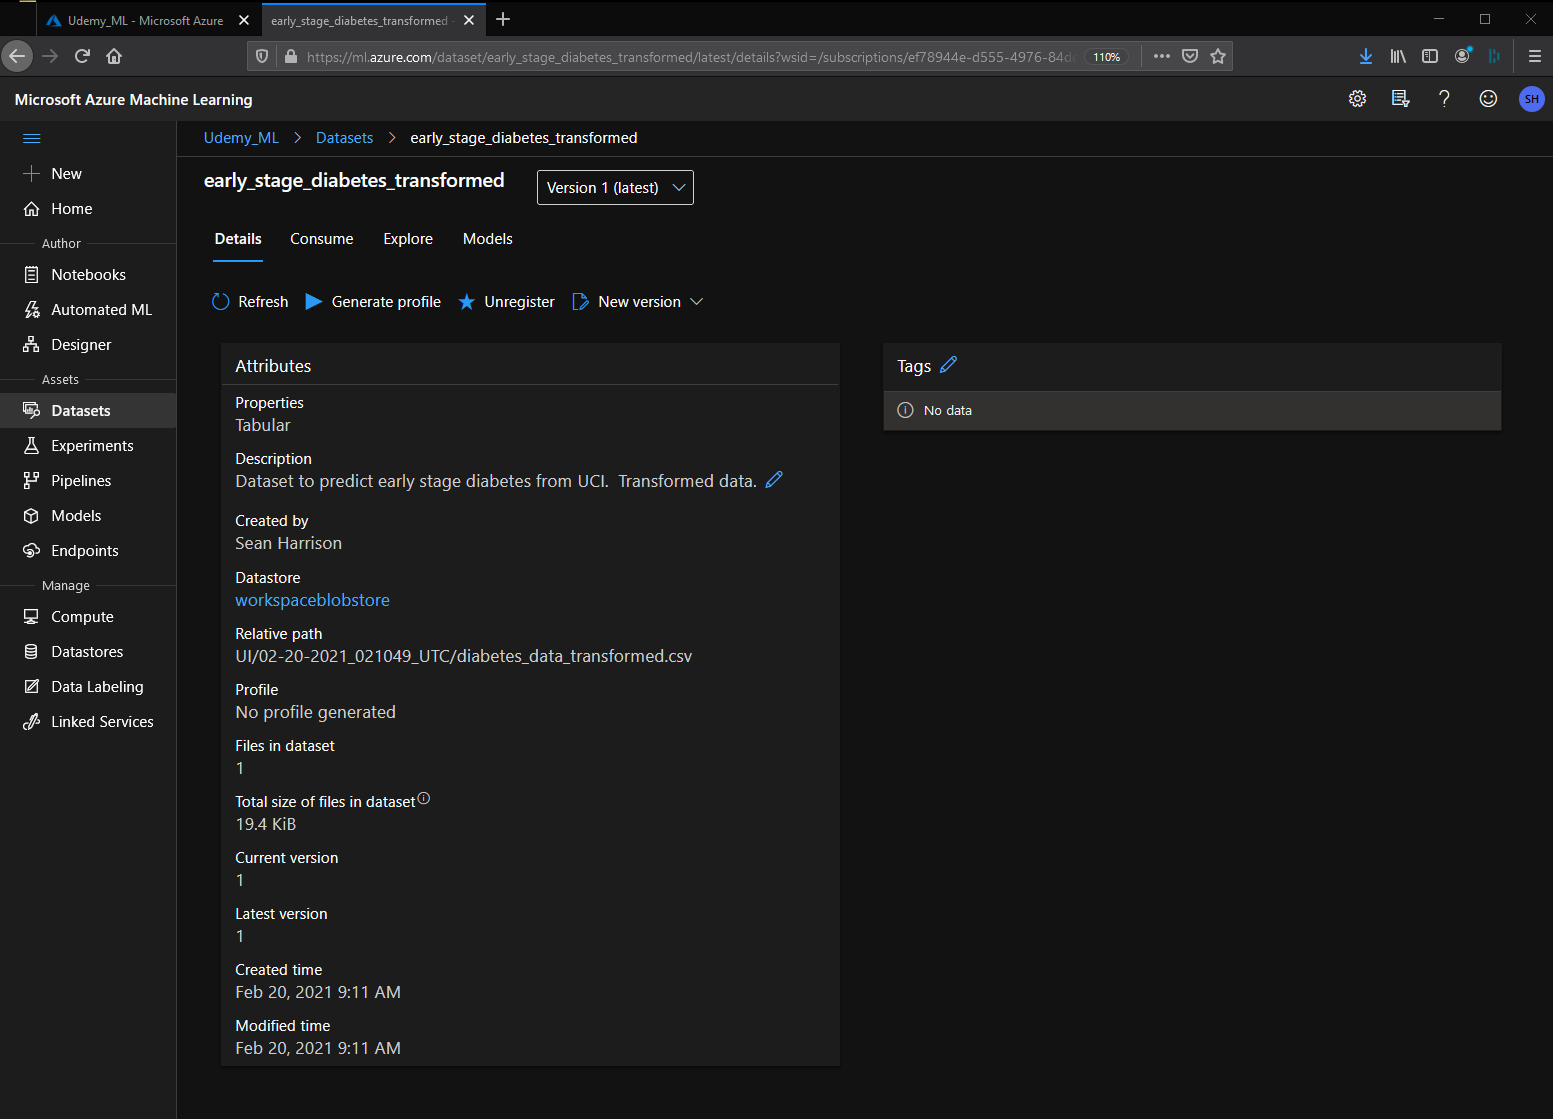 Udemy_ML - Microsoft Azure
early_stage_diabetes_transformed -
https://ml.azure.com/dataset/early_stage_diabetes_transformed/latest/details?wsid=/subscriptions/ef78944e-d555-4976-84d
110%
Microsoft Azure Machine Learning
SH
Udemy_ML > Datasets > early_stage_diabetes_transformed
New
Home
Author
Notebooks
Automated ML
Designer
Assets
Datasets
Experiments
Pipelines
Models
Endpoints
Manage
Compute
Datastores
Data Labeling
Linked Services
early_stage_diabetes_transformed
Version 1 (latest)
Details Consume Explore Models
Refresh Generate profile Unregister New version
Attributes
Properties
Tabular
Description
Dataset to predict early stage diabetes from UCI.  Transformed data.
Created by
Sean Harrison
Datastore
workspaceblobstore
Relative path
UI/02-20-2021_021049_UTC/diabetes_data_transformed.csv
Profile
No profile generated
Files in dataset
1
Total size of files in dataset
19.4 KiB
Current version
1
Latest version
1
Created time
Feb 20, 2021 9:11 AM
Modified time
Feb 20, 2021 9:11 AM
Tags
No data